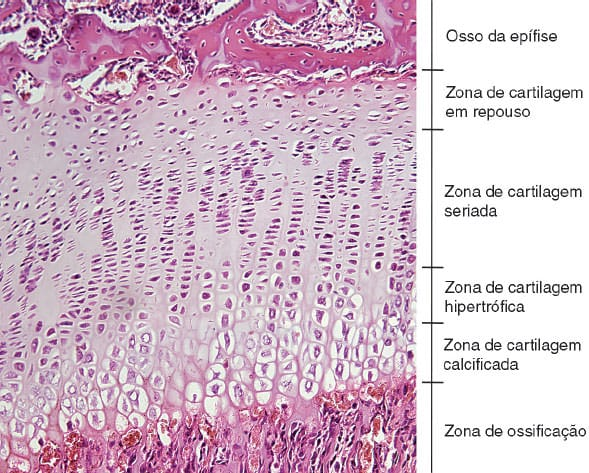 Osso da epífise
Zona de cartilagem
em repouso
Zona de cartilagem
seriada
Zona de cartilagem
hipertrófica
Zona de cartilagem
calcificada
Zona de ossificação